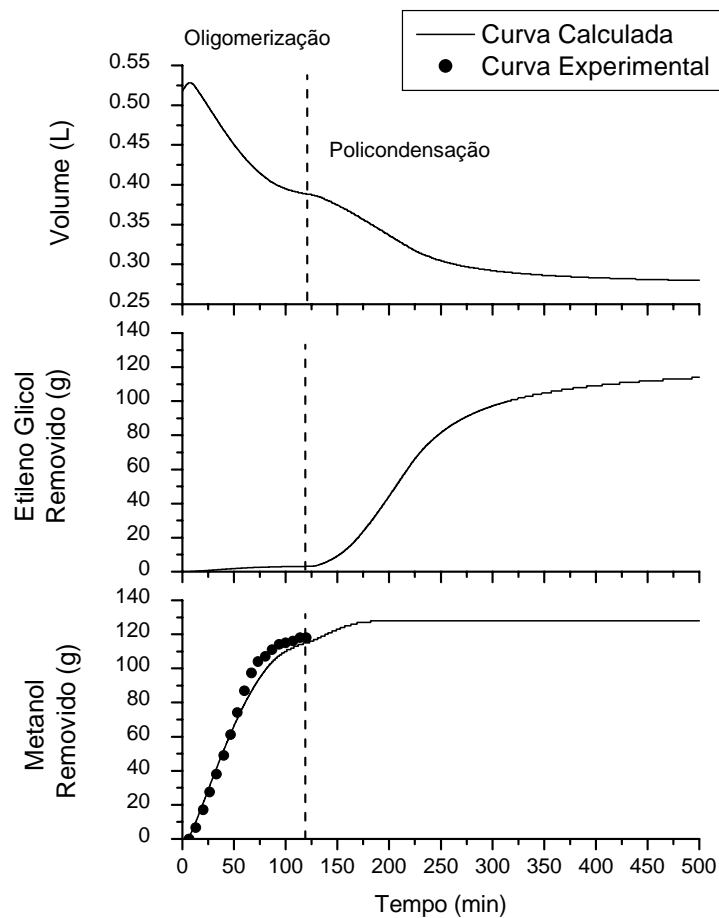 Oligomerização
Curva Calculada
Curva Experimental
Policondensação
Volume (L)
0.55
0.50
0.45
0.40
0.35
0.30
0.25
Etileno Glicol
Removido (g)
140
120
100
80
60
40
20
0
Metanol
Removido (g)
140
120
100
80
60
40
20
0
0 50 100 150 200 250 300 350 400 450 500
Tempo (min)